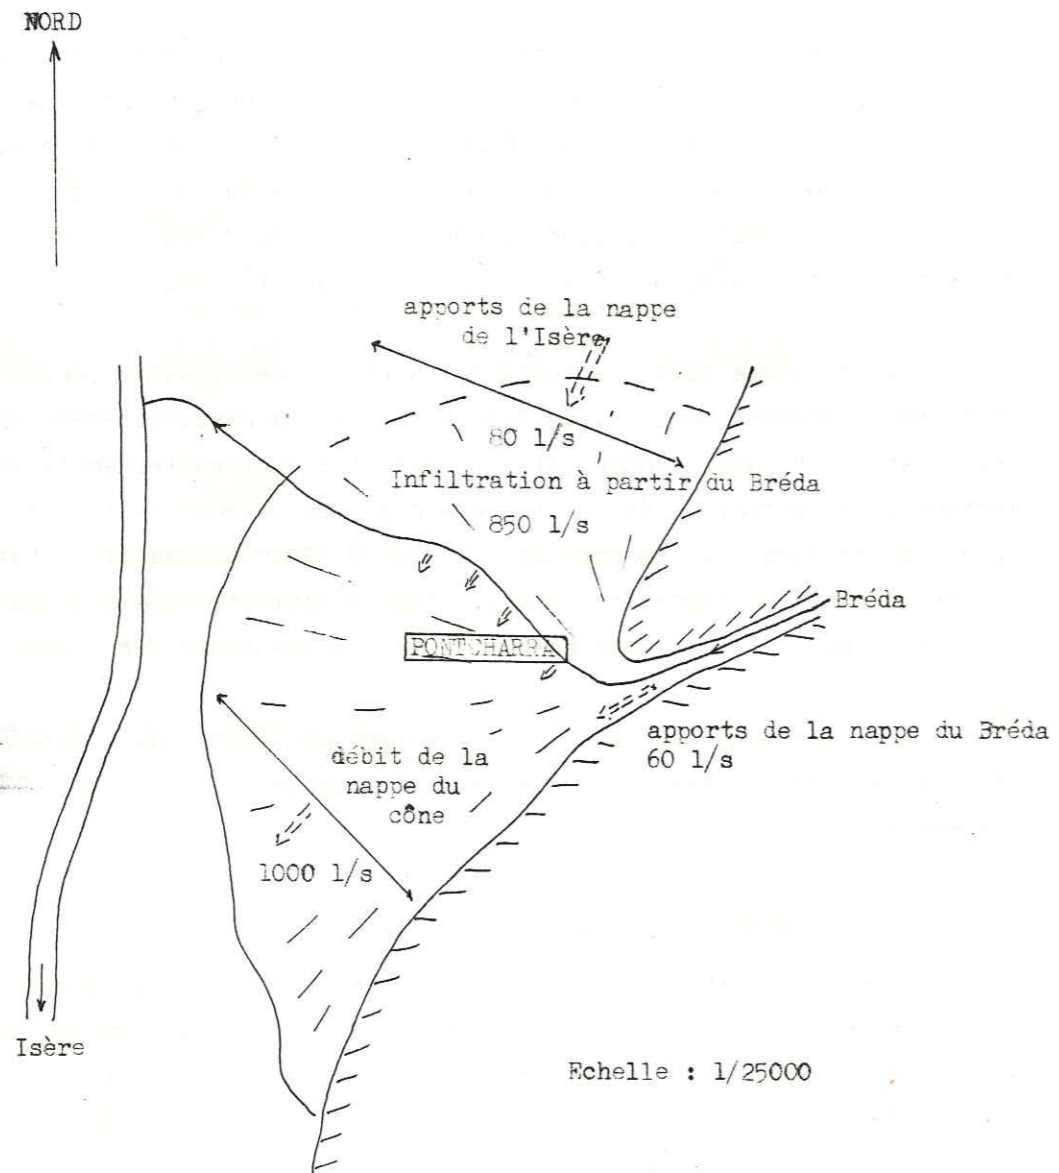 NORD
apports de la nappe
de l'Isère
80 l/s
Infiltration à partir du Bréda
850 l/s
Bréda
PONTCHARRA
apports de la nappe du Bréda
60 l/s
débit de la
nappe du
cône
1000 l/s
Isère
Echelle : 1/25000